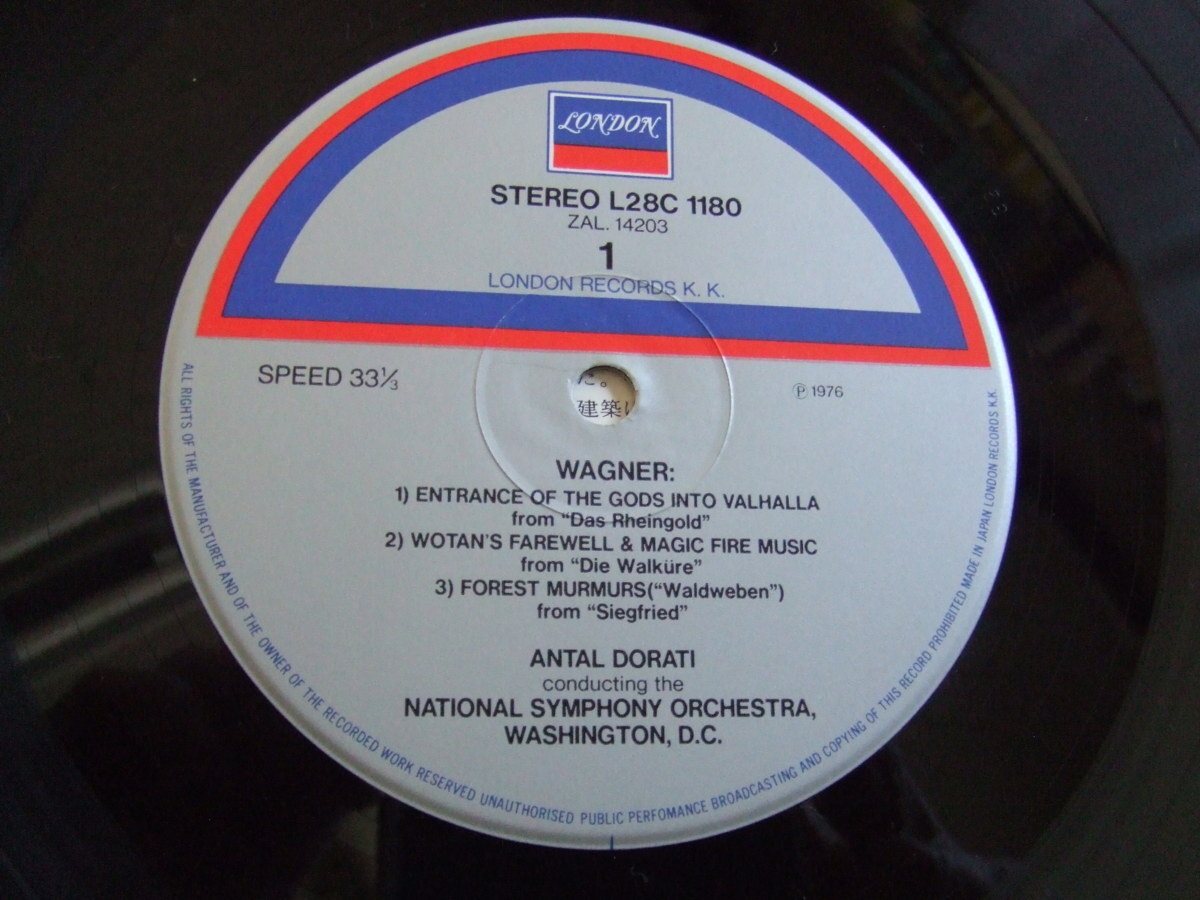 LONDON
STEREO L28C 1180
ZAL. 14203
1
LONDON RECORDS K. K.
SPEED 33⅓
℗ 1976
た。
建築
WAGNER:
1) ENTRANCE OF THE GODS INTO VALHALLA
from “Das Rheingold”
2) WOTAN'S FAREWELL & MAGIC FIRE MUSIC
from “Die Walküre”
3) FOREST MURMURS(“Waldweben”)
from “Siegfried”
ANTAL DORATI
conducting the
NATIONAL SYMPHONY ORCHESTRA,
WASHINGTON, D.C.
ALL RIGHTS OF THE MANUFACTURER AND OF THE OWNER OF THE RECORDED WORK RESERVED UNAUTHORISED PUBLIC PERFOMANCE BROADCASTING AND COPYING OF THIS RECORD PROHIBITED MADE IN JAPAN LONDON RECORDS K.K